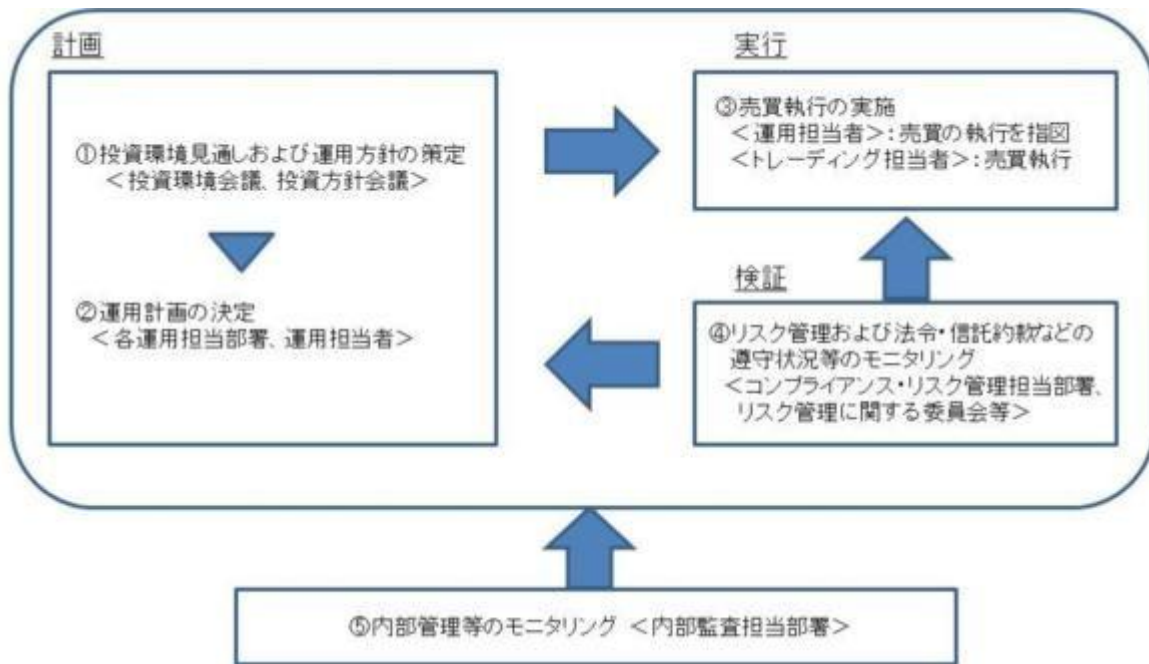 計画
①投資環境見通しおよび運用方針の策定
＜投資環境会議、投資方針会議＞
②運用計画の決定
＜各運用担当部署、運用担当者＞
実行
③売買執行の実施
＜運用担当者＞：売買の執行を指図
＜トレーディング担当者＞：売買執行
検証
④リスク管理および法令・信託約款などの
遵守状況等のモニタリング
＜コンプライアンス・リスク管理担当部署、
リスク管理に関する委員会等＞
⑤内部管理等のモニタリング ＜内部監査担当部署＞